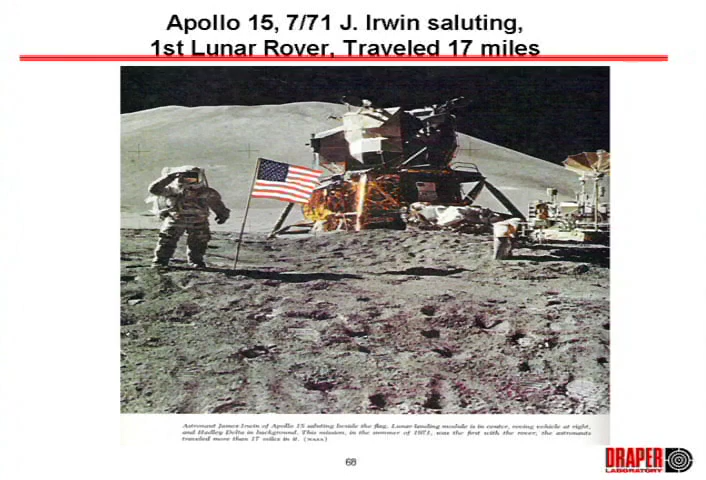 Apollo 15, 7/71 J. Irwin saluting,
1st Lunar Rover, Traveled 17 miles
Astronaut James Irwin of Apollo 15 saluting beside the flag. Lunar landing module is in center, roving vehicle at right,
and Hadley Delta in background. This mission, in the summer of 1971, was the first with the rover, the astronauts
traveled more than 17 miles in it. (NASA)
68
DRAPER
LABORATORY